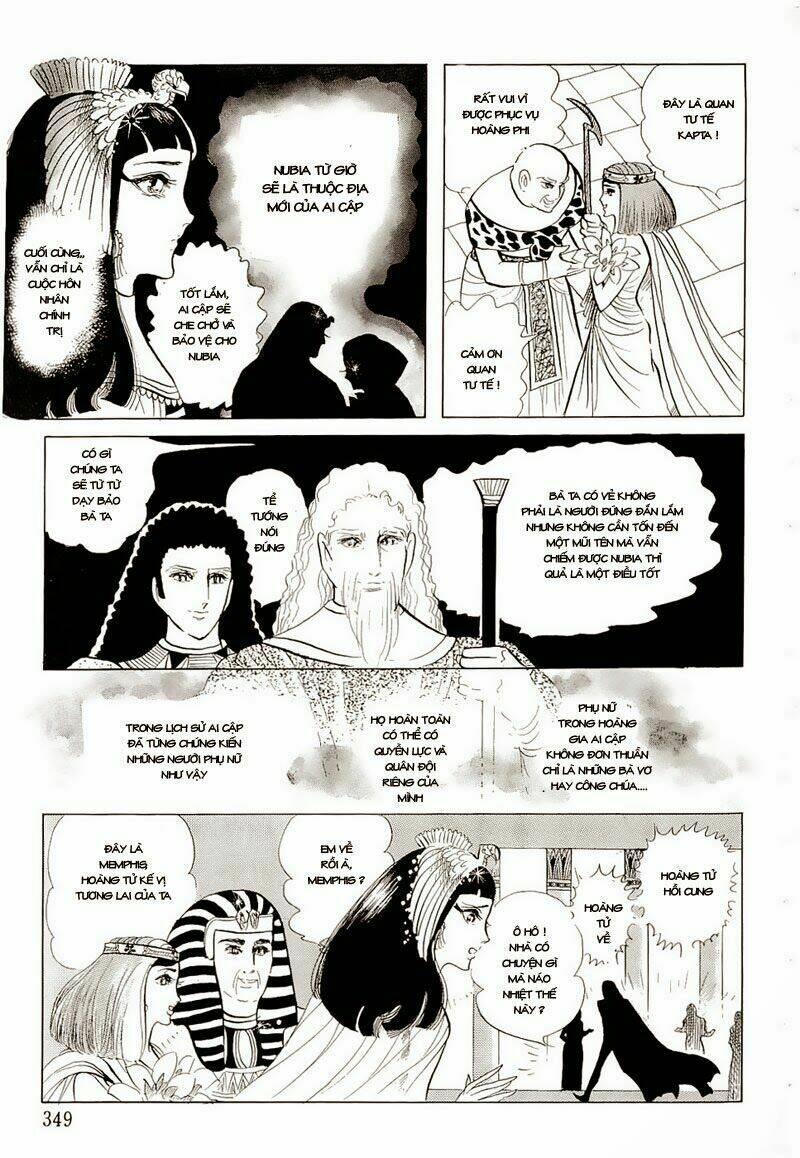 ĐÂY LÀ QUAN
TƯ TẾ
KAPTA !
RẤT VUI VÌ
ĐƯỢC PHỤC VỤ
HOÀNG PHI
CẢM ƠN
QUAN
TƯ TẾ !
NUBIA TỪ GIỜ
SẼ LÀ THUỘC ĐỊA
MỚI CỦA AI CẬP
TỐT LẮM,
AI CẬP SẼ
CHE CHỞ VÀ
BẢO VỆ CHO
NUBIA
CUỐI CÙNG,,
VẪN CHỈ LÀ
CUỘC HÔN
NHÂN
CHÍNH
TRỊ
BÀ TA CÓ VẺ KHÔNG
PHẢI LÀ NGƯỜI ĐÚNG ĐẮN LẮM
NHƯNG KHÔNG CẦN TỐN ĐẾN
MỘT MŨI TÊN MÀ VẪN
CHIẾM ĐƯỢC NUBIA THÌ
QUẢ LÀ MỘT ĐIỀU TỐT
TỂ
TƯỚNG
NÓI
ĐÚNG
CÓ GÌ
CHÚNG TA
SẼ TỪ TỪ
DẠY BẢO
BÀ TA
PHỤ NỮ
TRONG HOÀNG
GIA AI CẬP
KHÔNG ĐƠN THUẦN
CHỈ LÀ NHỮNG BÀ VỢ
HAY CÔNG CHÚA....
HỌ HOÀN TOÀN
CÓ THỂ CÓ
QUYỀN LỰC VÀ
QUÂN ĐỘI
RIÊNG CỦA
MÌNH
TRONG LỊCH SỬ AI CẬP
ĐÃ TỪNG CHỨNG KIẾN
NHỮNG NGƯỜI PHỤ NỮ
NHƯ VẬY
HOÀNG TỬ
HỒI CUNG
HOÀNG
TỬ
VỀ
Ô HÔ !
NHÀ CÓ
CHUYỆN GÌ
MÀ NÁO
NHIỆT THẾ
NÀY ?
EM VỀ
RỒI À,
MEMPHIS ?
ĐÂY LÀ
MEMPHIS,
HOÀNG TỬ KẾ VỊ
TƯƠNG LAI CỦA TA
349